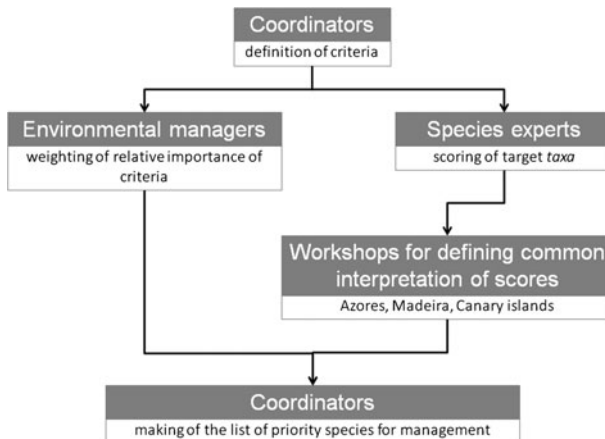 Coordinators
definition of criteria
Environmental managers
weighting of relative importance of
criteria
Species experts
scoring of target taxa
Workshops for defining common
interpretation of scores
Azores, Madeira, Canary islands
Coordinators
making of the list of priority species for management